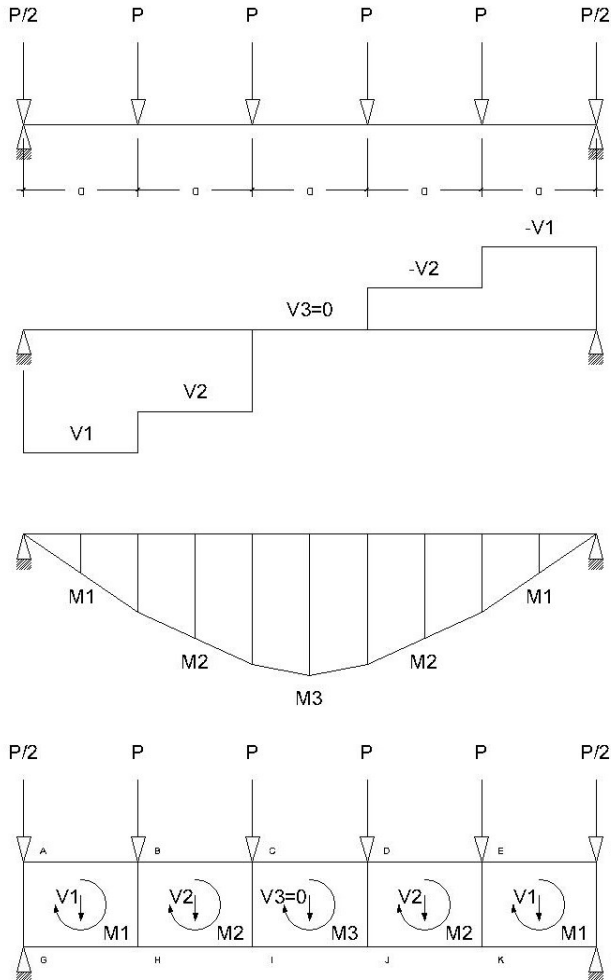 P/2 P P P P P/2
a a a a a
-V1
-V2
V3=0
V2
V1
M1 M1
M2 M2
M3
P/2 P P P P P/2
A B C D E
V1 V2 V3=0 V2 V1
M1 M2 M3 M2 M1
G H I J K